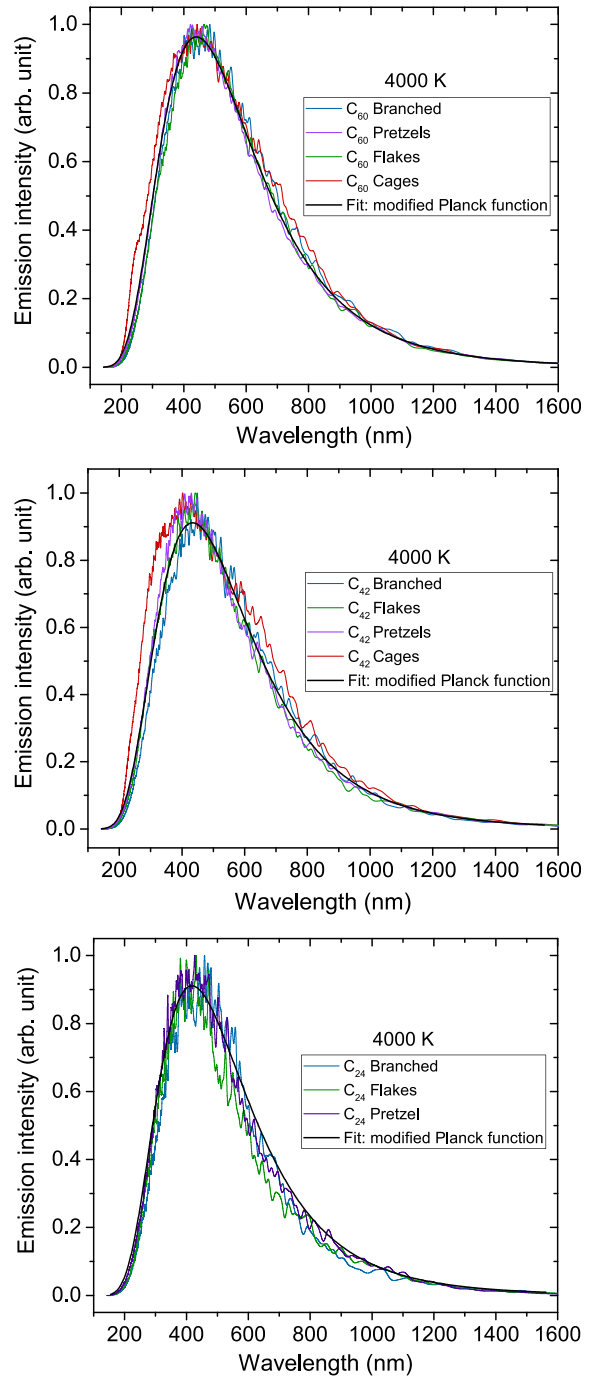 Emission intensity (arb. unit)
1.0
0.8
0.6
0.4
0.2
0.0
4000 K
C60 Branched
C60 Pretzels
C60 Flakes
C60 Cages
Fit: modified Planck function
200 400 600 800 1000 1200 1400 1600
Wavelength (nm)
Emission intensity (arb. unit)
1.0
0.8
0.6
0.4
0.2
0.0
4000 K
C42 Branched
C42 Flakes
C42 Pretzels
C42 Cages
Fit: modified Planck function
200 400 600 800 1000 1200 1400 1600
Wavelength (nm)
Emission intensity (arb. unit)
1.0
0.8
0.6
0.4
0.2
0.0
4000 K
C24 Branched
C24 Flakes
C24 Pretzel
Fit: modified Planck function
200 400 600 800 1000 1200 1400 1600
Wavelength (nm)